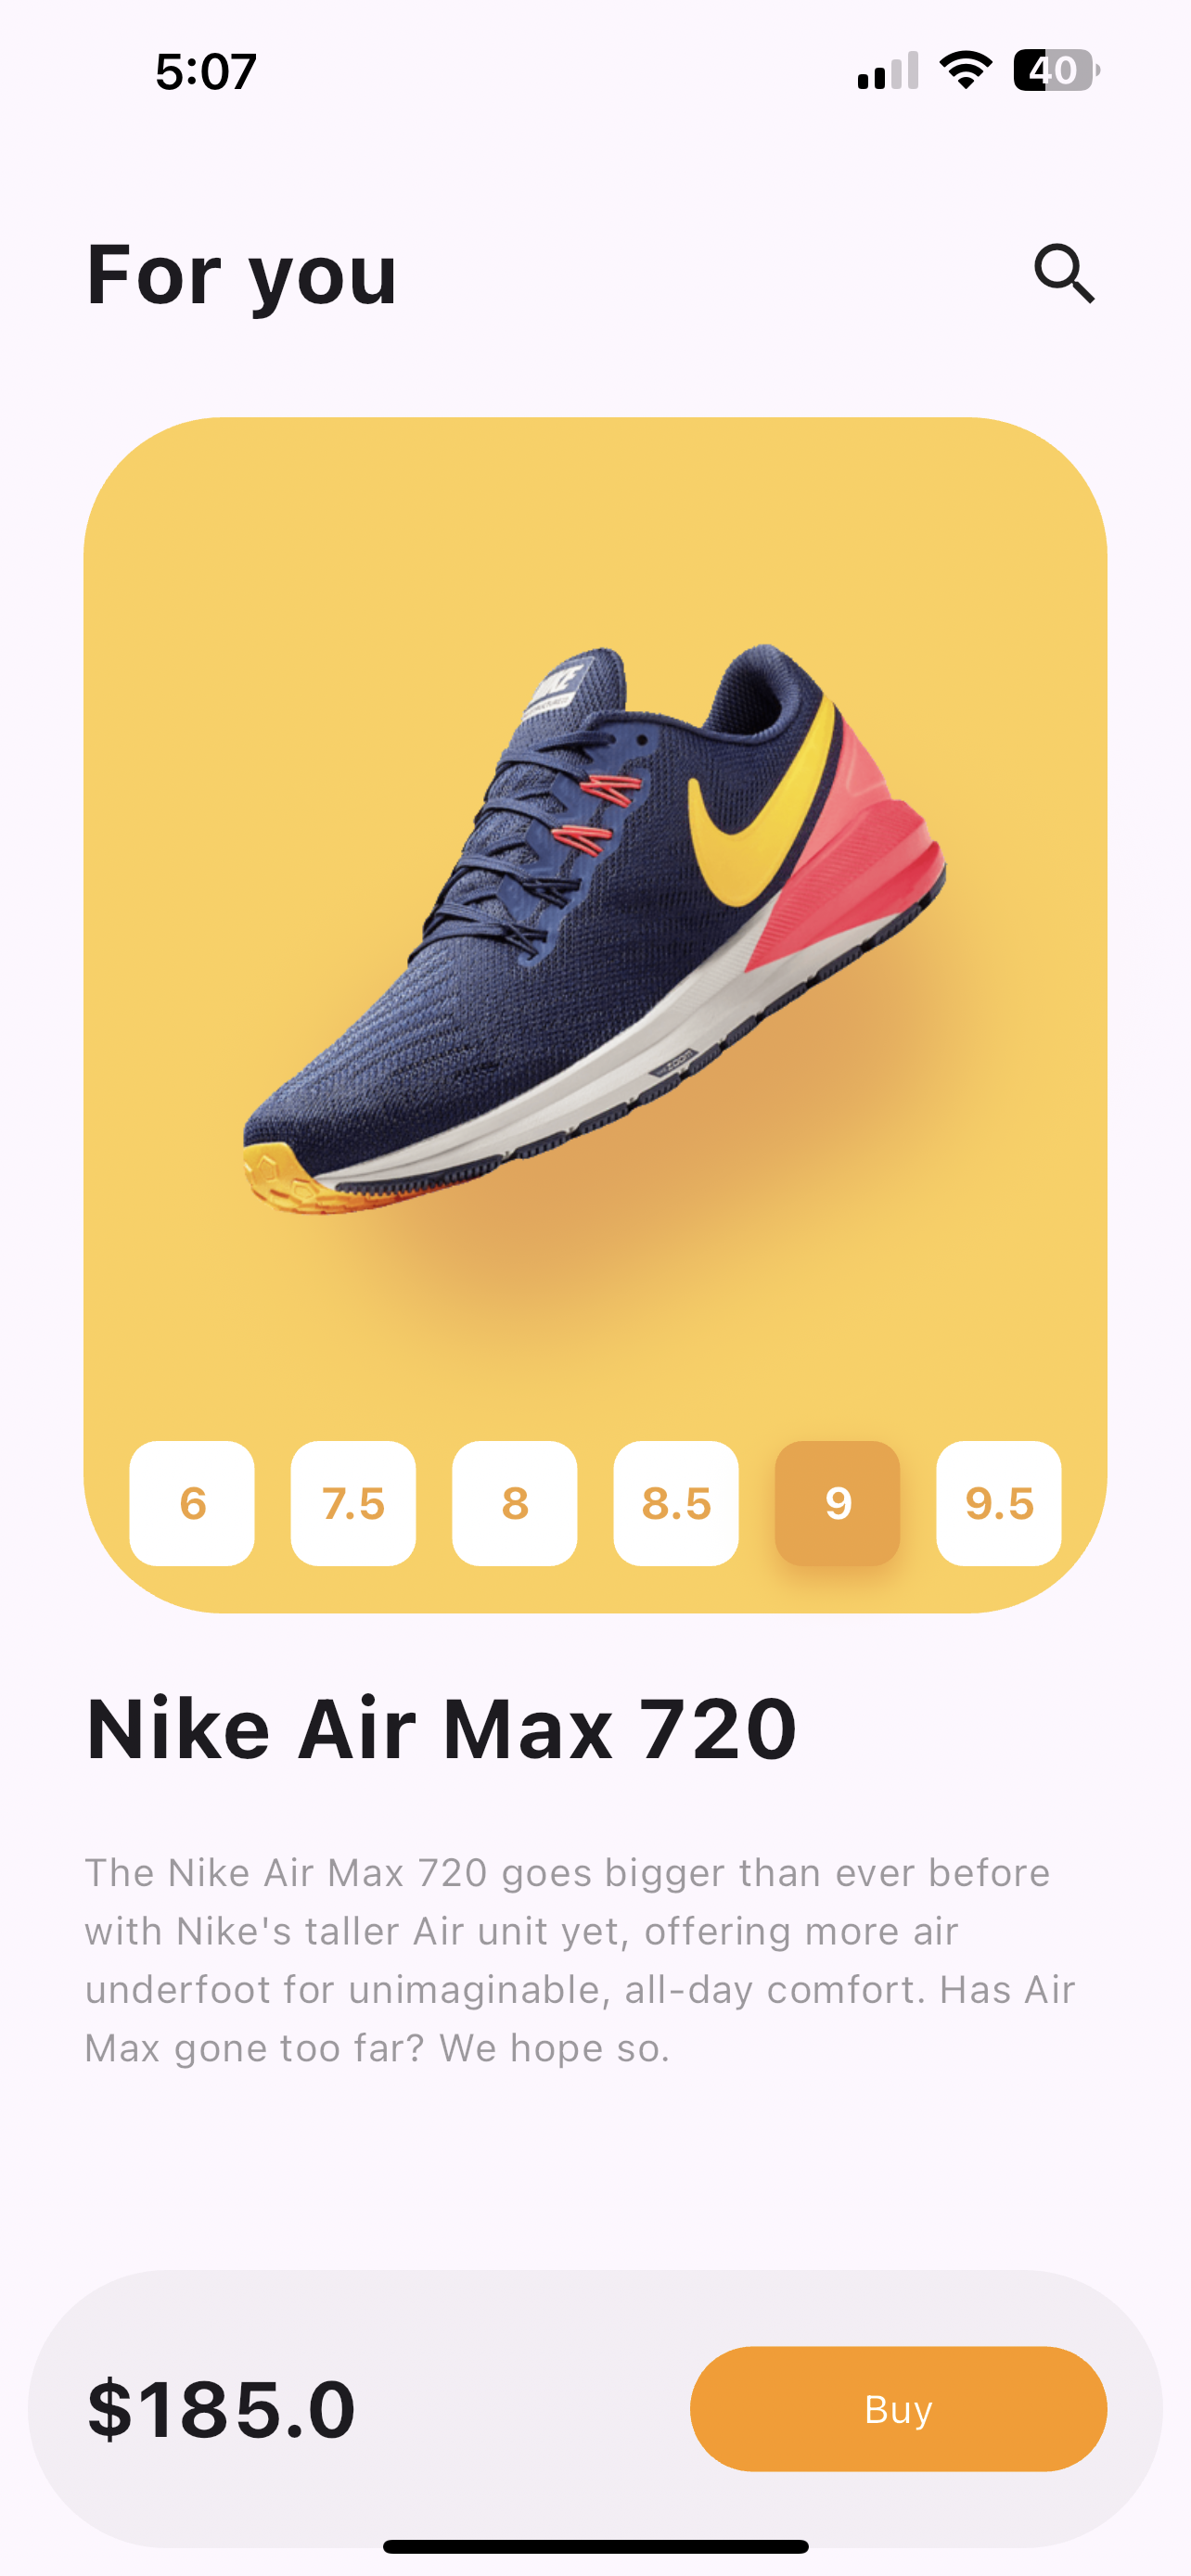 5:07
40
For you
NIKE
zoom
6
7.5
8
8.5
9
9.5
Nike Air Max 720
The Nike Air Max 720 goes bigger than ever before
with Nike's taller Air unit yet, offering more air
underfoot for unimaginable, all-day comfort. Has Air
Max gone too far? We hope so.
$185.0
Buy